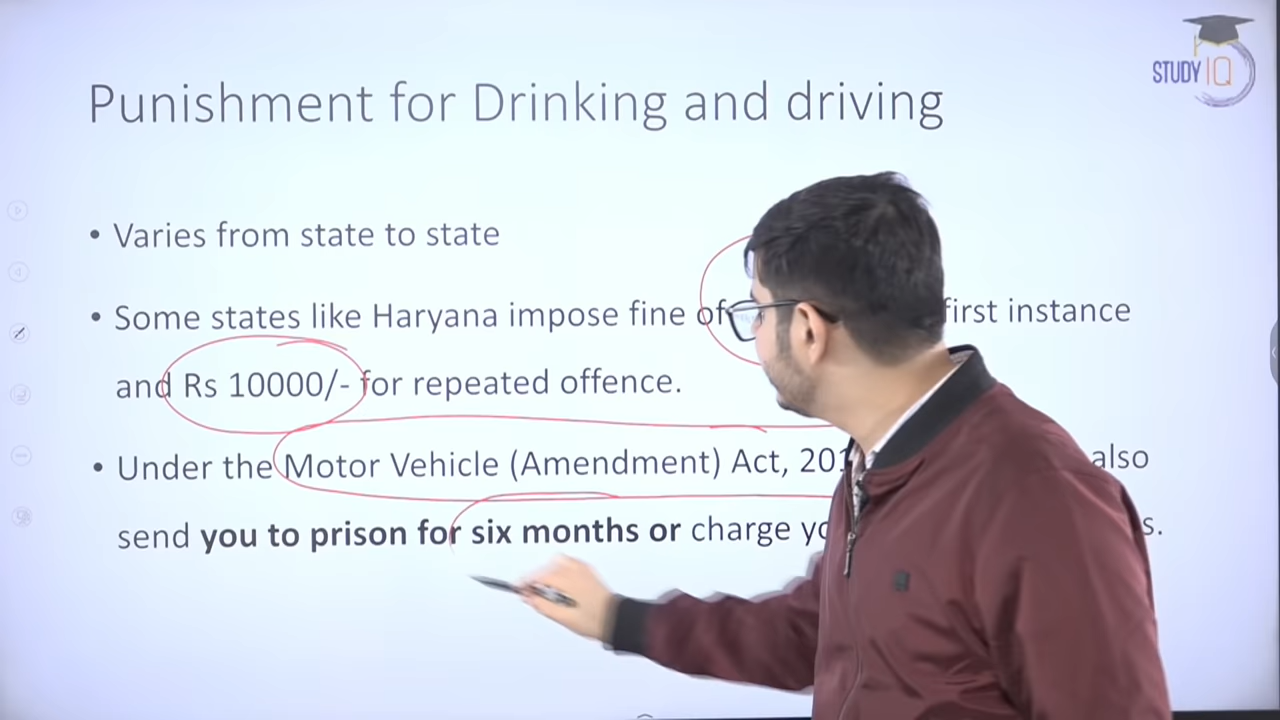 STUDY IQ
Punishment for Drinking and driving
• Varies from state to state
• Some states like Haryana impose fine of first instance
and Rs 10000/- for repeated offence.
• Under the Motor Vehicle (Amendment) Act, also
send you to prison for six months or charge